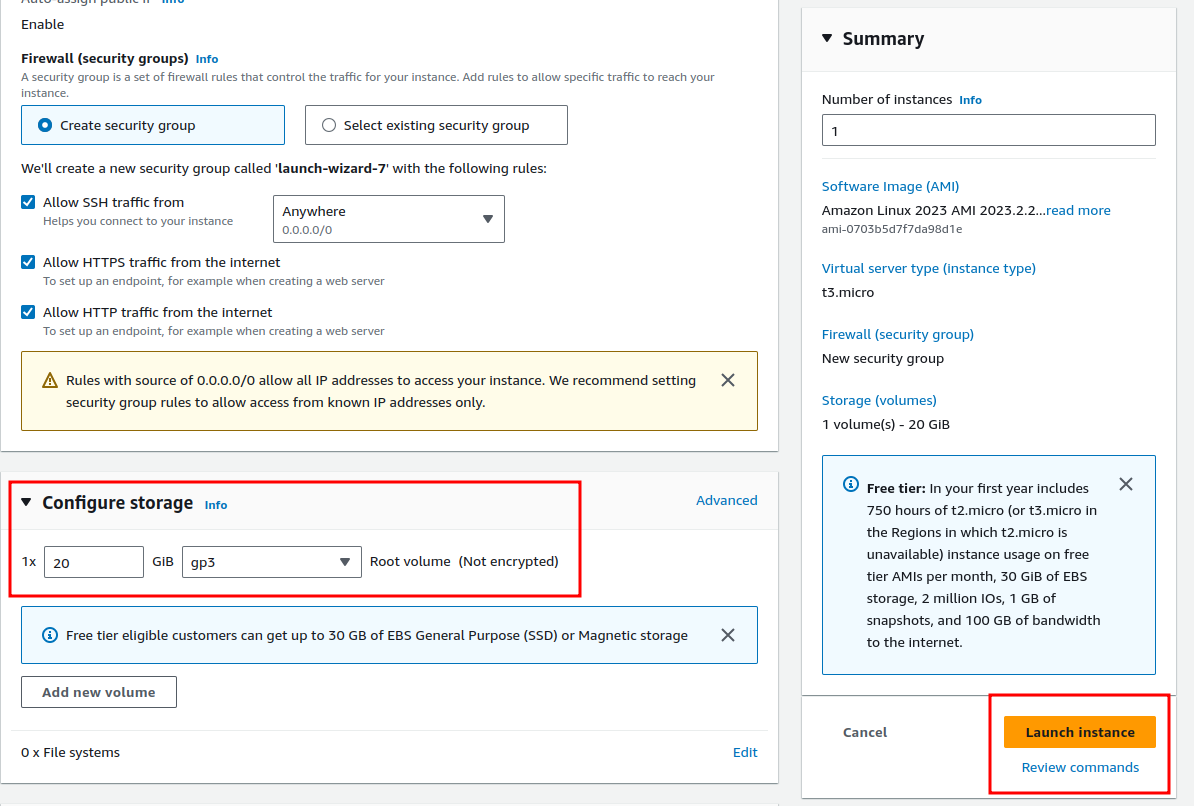 Auto-assign public IP Info
Enable
Firewall (security groups) Info
A security group is a set of firewall rules that control the traffic for your instance. Add rules to allow specific traffic to reach your
instance.
Create security group
Select existing security group
We'll create a new security group called 'launch-wizard-7' with the following rules:
Allow SSH traffic from
Helps you connect to your instance
Anywhere
0.0.0.0/0
Allow HTTPS traffic from the internet
To set up an endpoint, for example when creating a web server
Allow HTTP traffic from the internet
To set up an endpoint, for example when creating a web server
Rules with source of 0.0.0.0/0 allow all IP addresses to access your instance. We recommend setting
security group rules to allow access from known IP addresses only.
Configure storage Info
Advanced
1x 20 GiB gp3 Root volume (Not encrypted)
Free tier eligible customers can get up to 30 GB of EBS General Purpose (SSD) or Magnetic storage
Add new volume
0 x File systems
Edit
Summary
Number of instances Info
1
Software Image (AMI)
Amazon Linux 2023 AMI 2023.2.2...read more
ami-0703b5d7f7da98d1e
Virtual server type (instance type)
t3.micro
Firewall (security group)
New security group
Storage (volumes)
1 volume(s) - 20 GiB
Free tier: In your first year includes
750 hours of t2.micro (or t3.micro in
the Regions in which t2.micro is
unavailable) instance usage on free
tier AMIs per month, 30 GiB of EBS
storage, 2 million IOs, 1 GB of
snapshots, and 100 GB of bandwidth
to the internet.
Cancel
Launch instance
Review commands